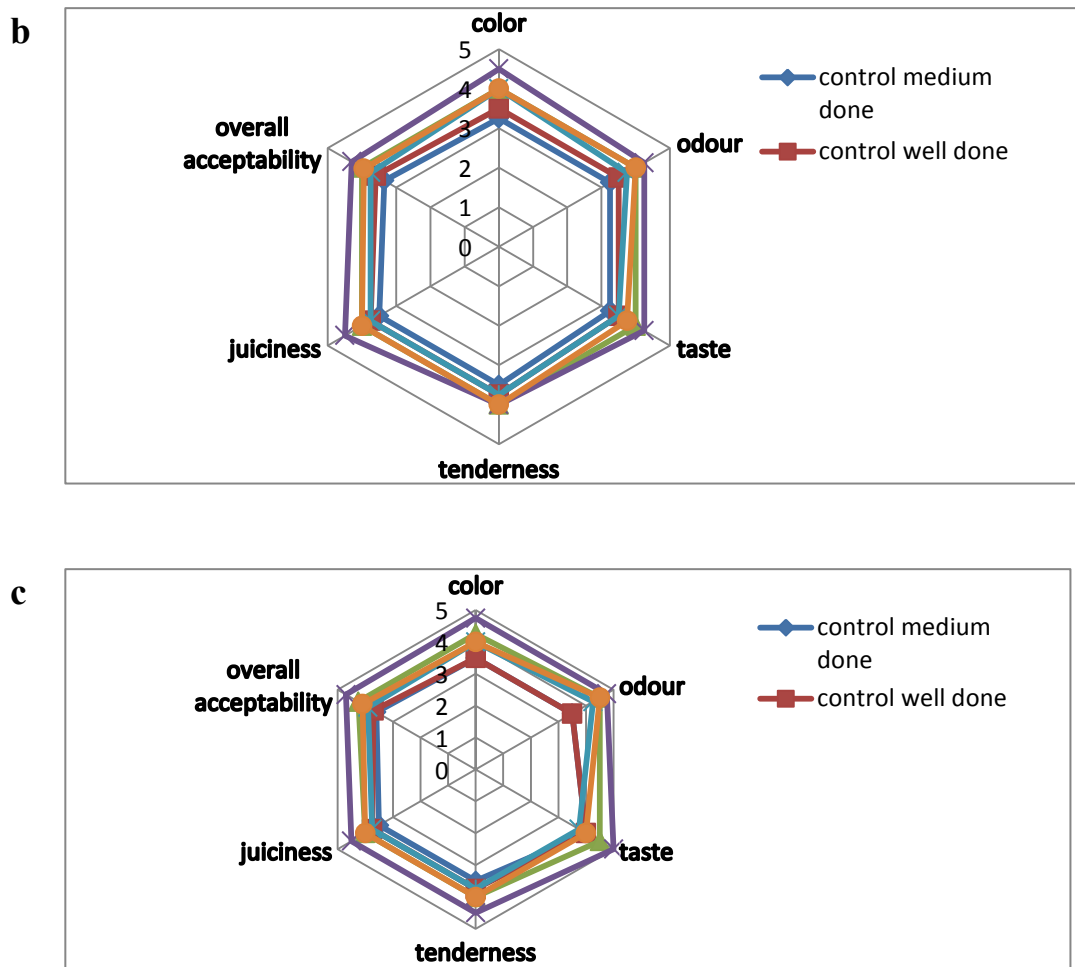 b
color
5
4
3
2
1
0
odour
taste
tenderness
juiciness
overall
acceptability
control medium
done
control well done
c
color
5
4
3
2
1
0
odour
taste
tenderness
juiciness
overall
acceptability
control medium
done
control well done